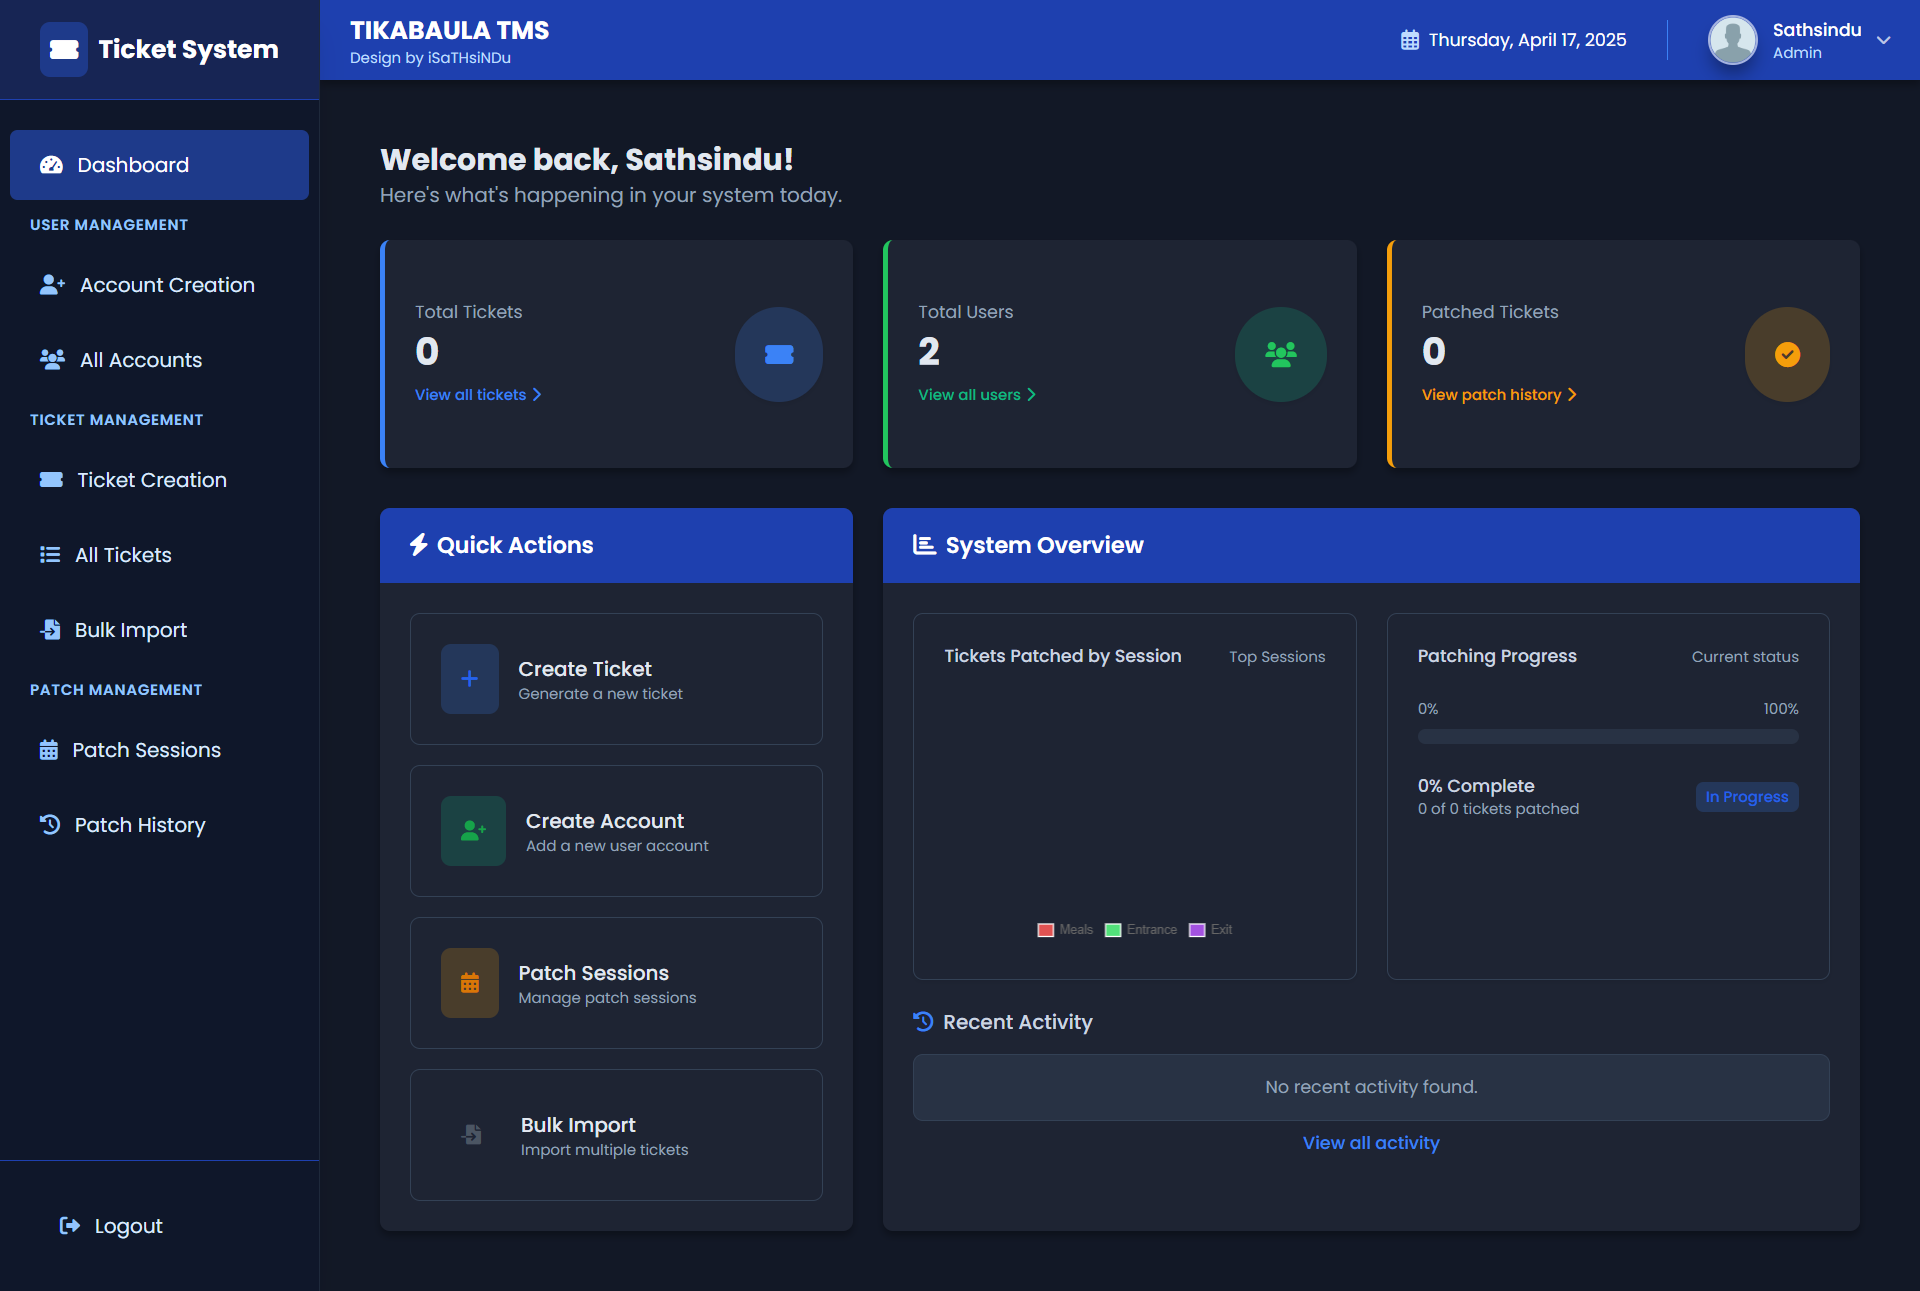 Ticket System
TIKABAULA TMS
Design by iSaTHsiNDu
Thursday, April 17, 2025
Sathsindu
Admin
Dashboard
USER MANAGEMENT
Account Creation
All Accounts
TICKET MANAGEMENT
Ticket Creation
All Tickets
Bulk Import
PATCH MANAGEMENT
Patch Sessions
Patch History
Logout
Welcome back, Sathsindu!
Here's what's happening in your system today.
Total Tickets
0
View all tickets
Total Users
2
View all users
Patched Tickets
0
View patch history
Quick Actions
Create Ticket
Generate a new ticket
Create Account
Add a new user account
Patch Sessions
Manage patch sessions
Bulk Import
Import multiple tickets
System Overview
Tickets Patched by Session
Top Sessions
Meals Entrance Exit
Patching Progress
Current status
0% 100%
0% Complete
0 of 0 tickets patched
In Progress
Recent Activity
No recent activity found.
View all activity